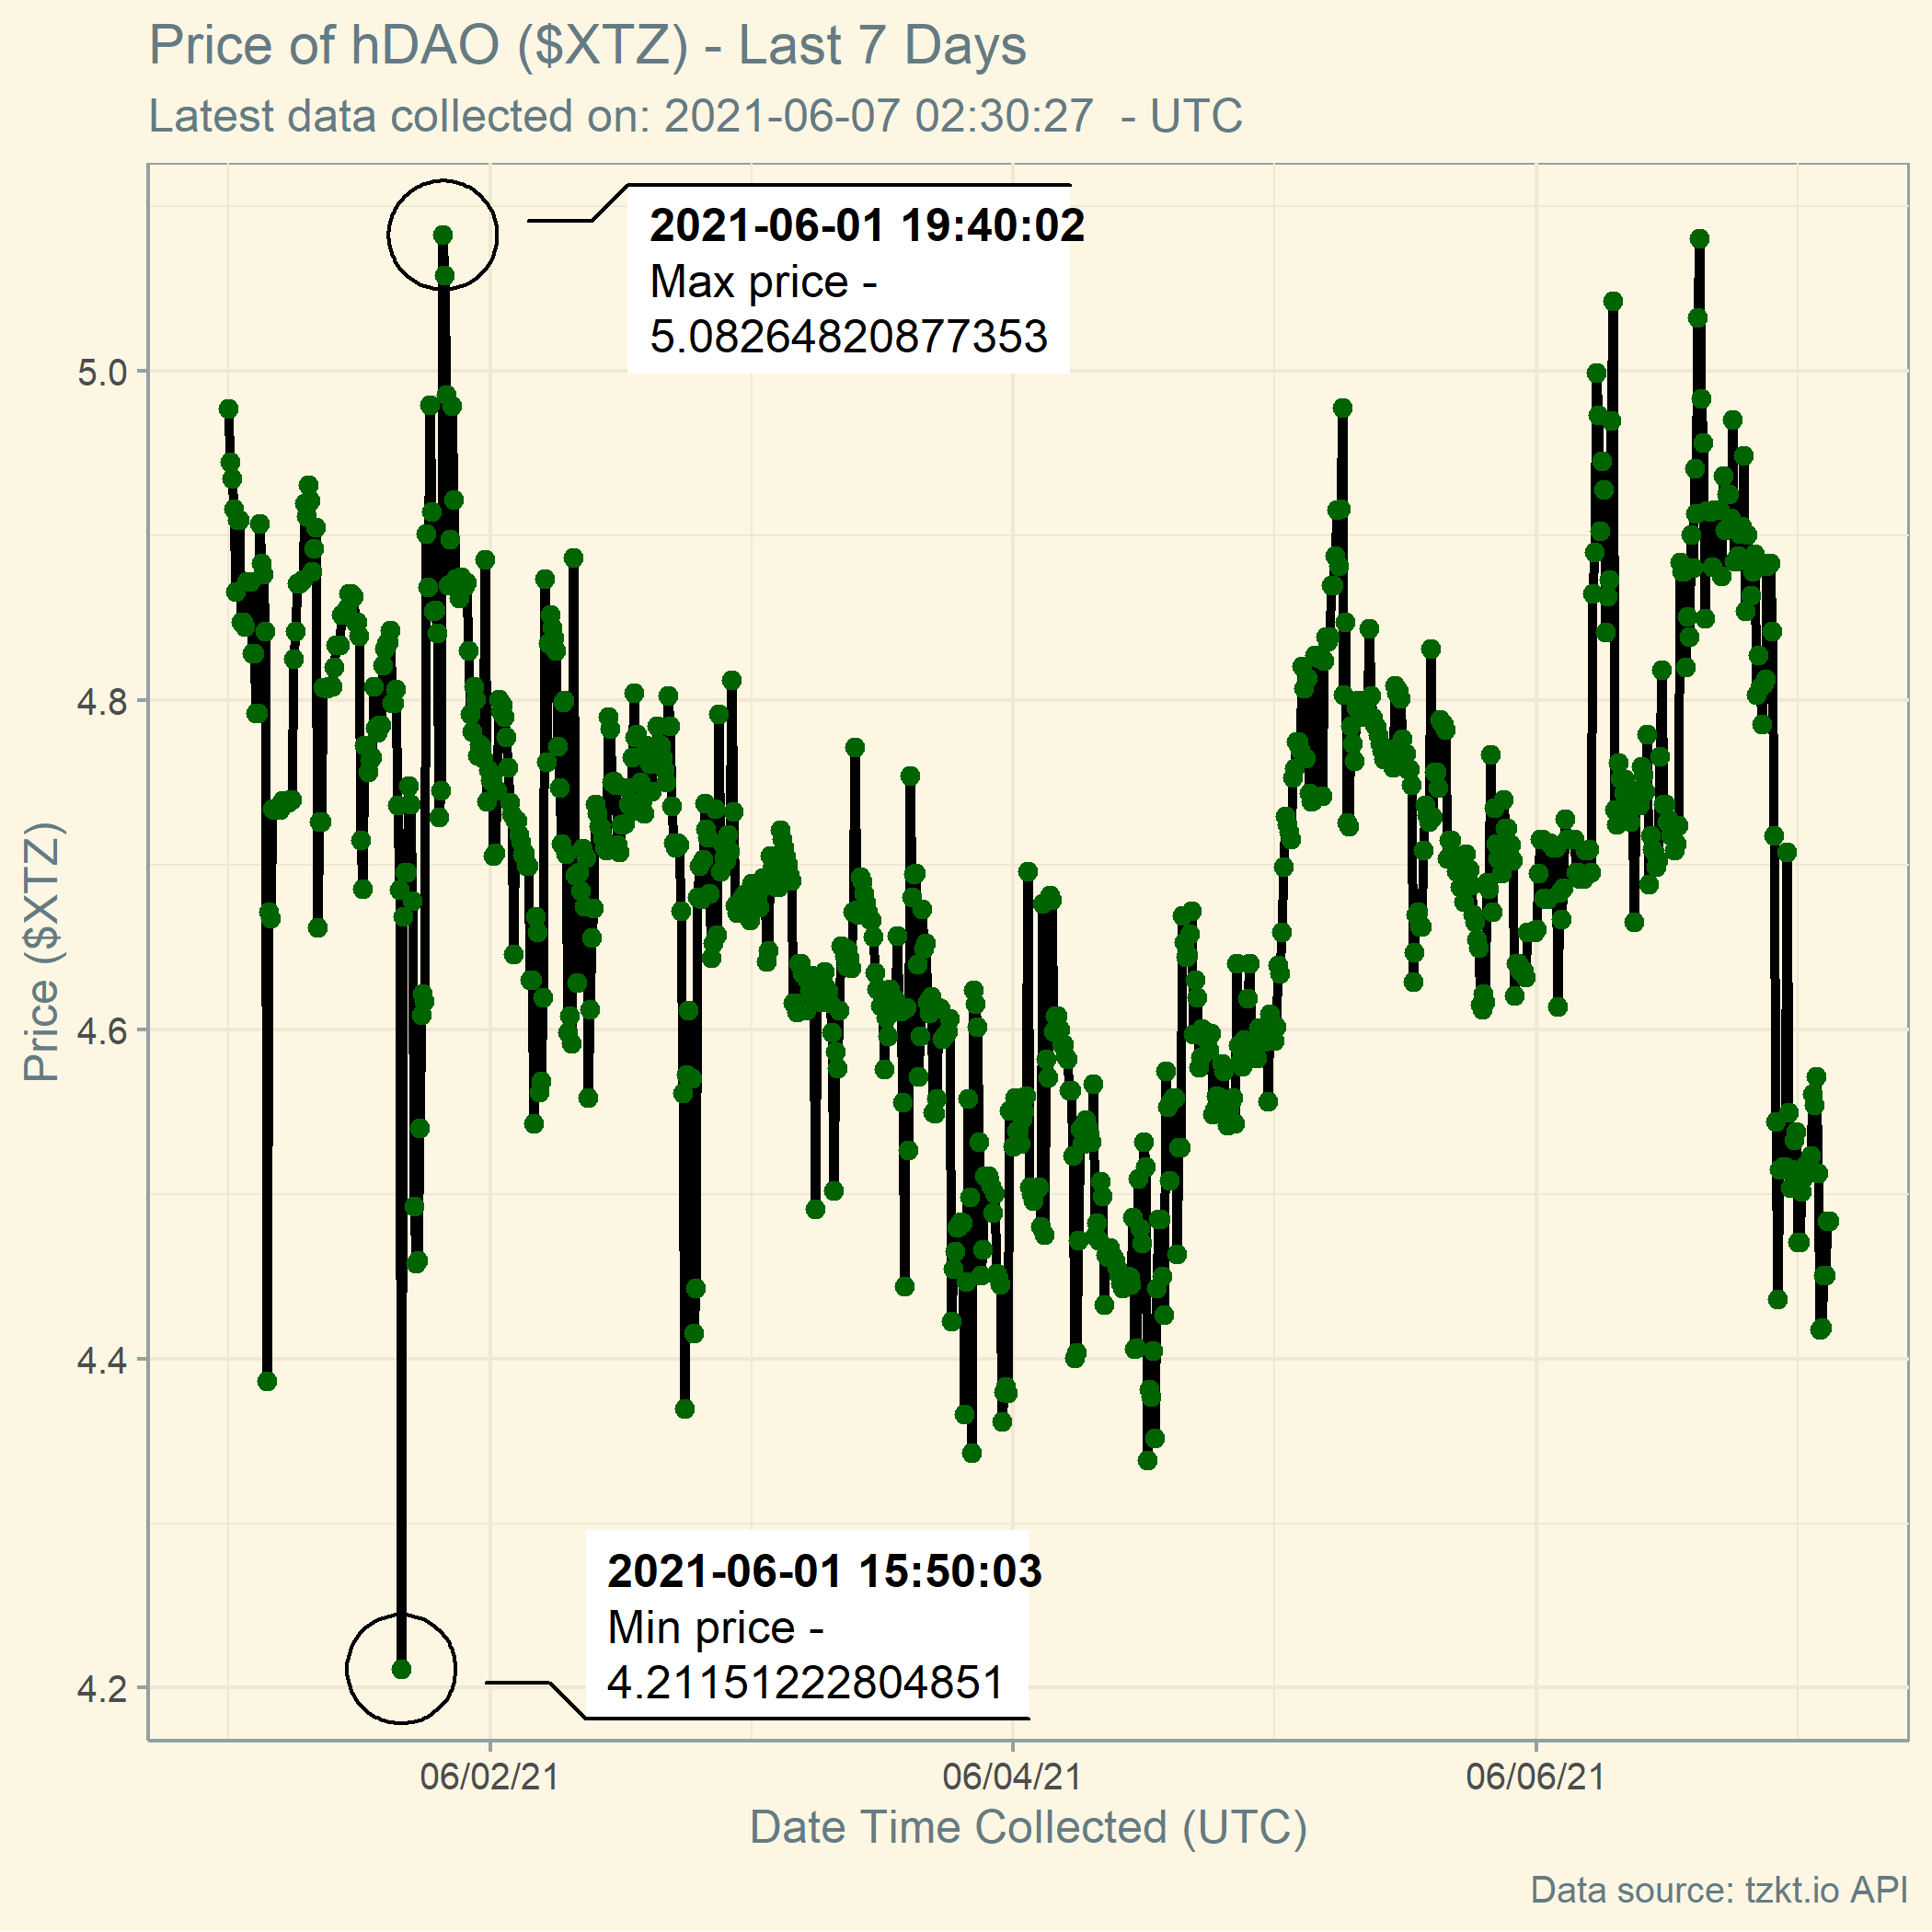 Price of hDAO ($XTZ) - Last 7 Days
Latest data collected on: 2021-06-07 02:30:27  - UTC
2021-06-01 19:40:02
Max price -
5.08264820877353
5.0
4.8
4.6
4.4
4.2
Price ($XTZ)
2021-06-01 15:50:03
Min price -
4.21151222804851
06/02/21
06/04/21
06/06/21
Date Time Collected (UTC)
Data source: tzkt.io API